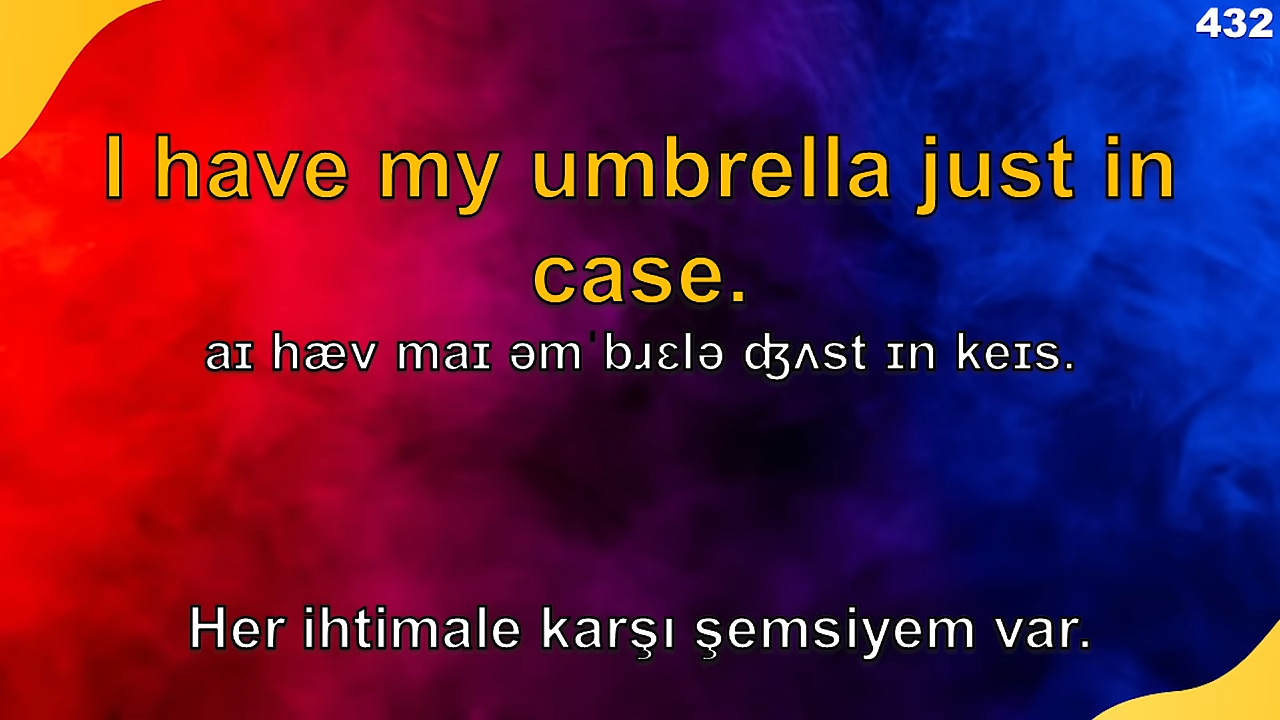 432
I have my umbrella just in
case.
aɪ hæv maɪ əmˈbɹɛlə ʤʌst ɪn keɪs.
Her ihtimale karşı şemsiyem var.